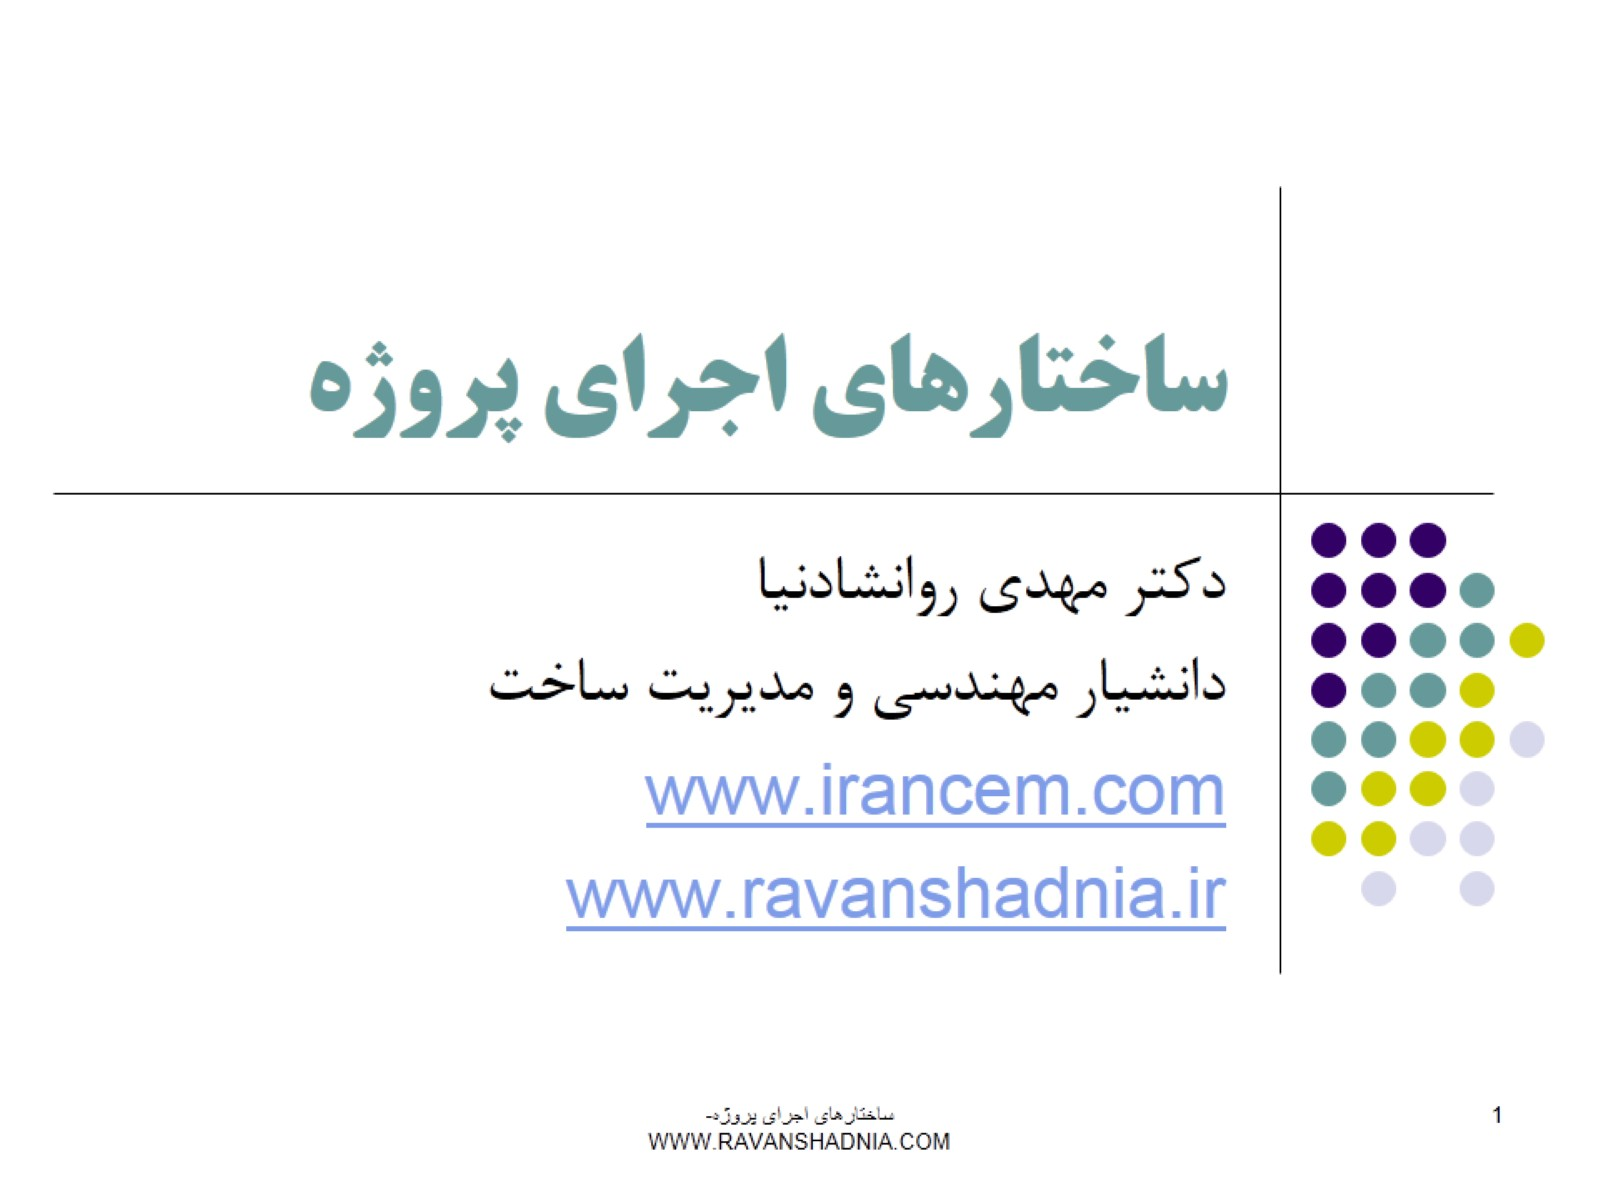 ساختارهای اجرای پروژه
دکتر مهدی روانشادنیا
دانشیار مهندسی و مدیریت ساخت
www.irancem.com
www.ravanshadnia.ir
ساختارهای اجرای پروژه-
WWW.RAVANSHADNIA.COM
1